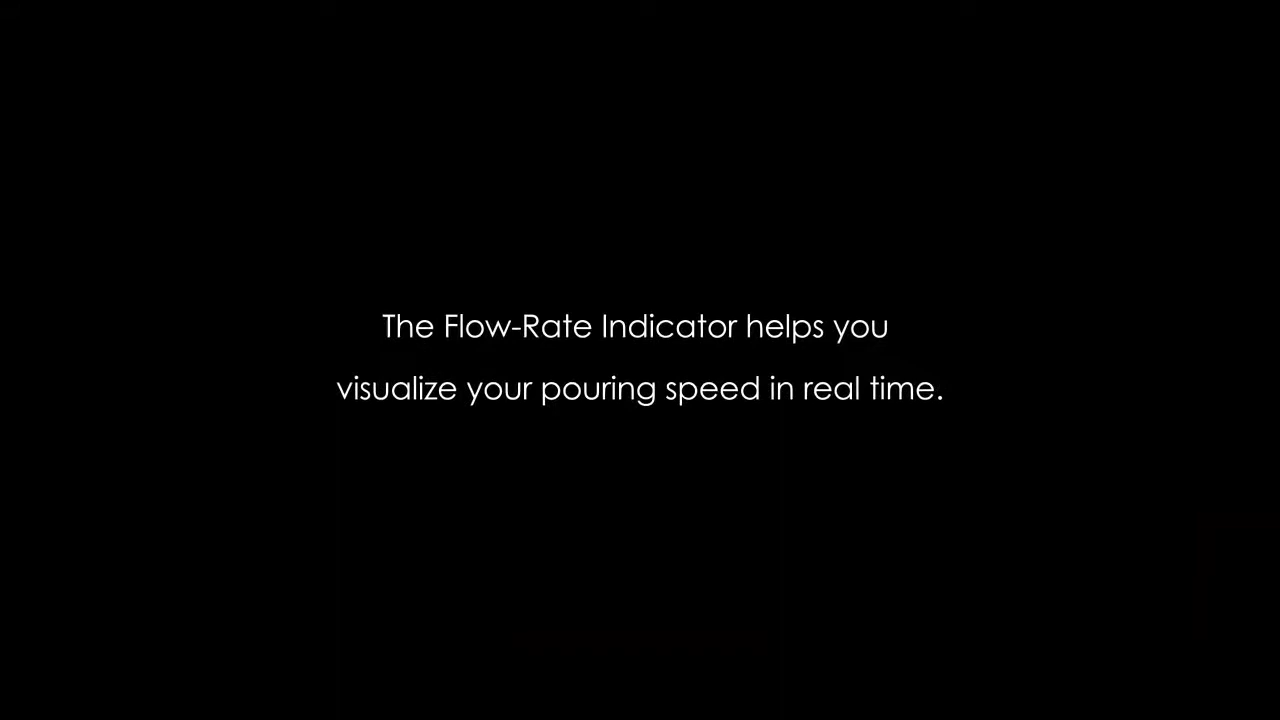 The Flow-Rate Indicator helps you
visualize your pouring speed in real time.